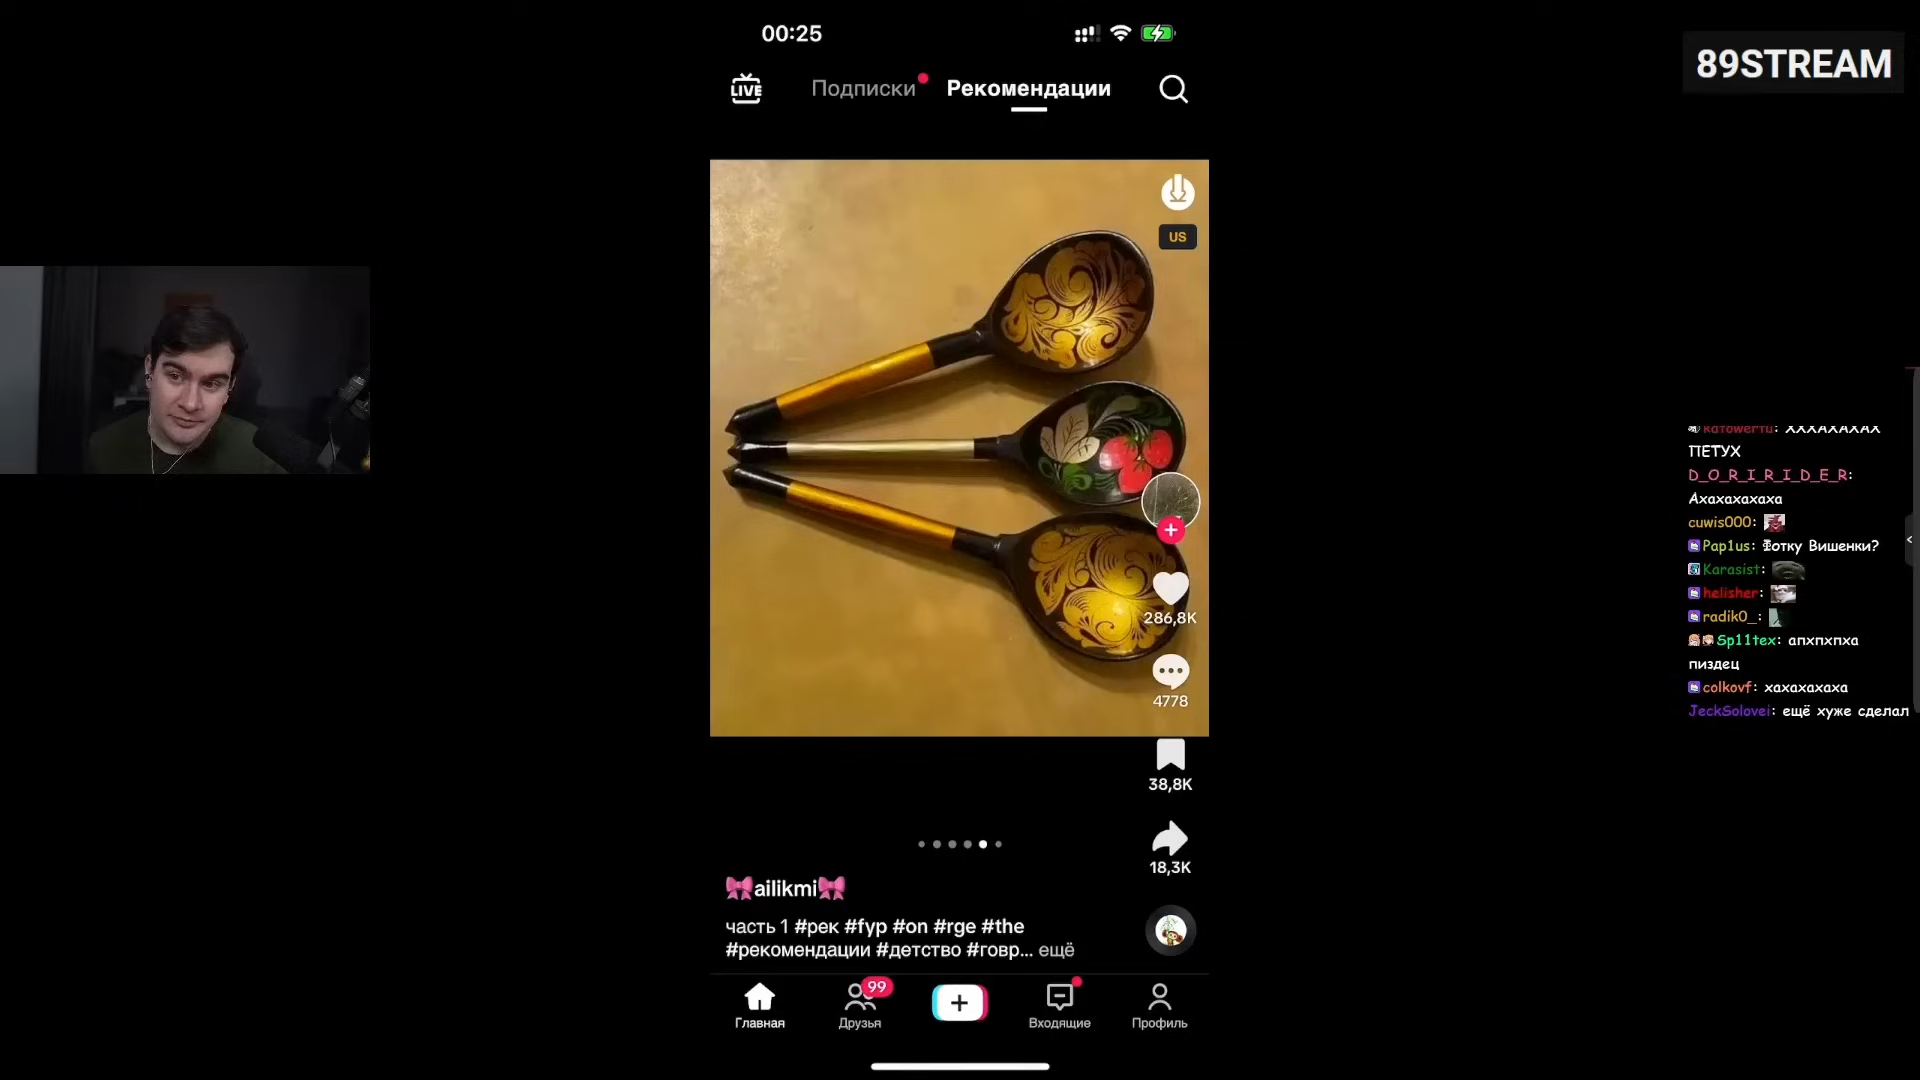 00:25
LIVE
Подписки
Рекомендации
89STREAM
US
286,8K
4778
38,8K
18,3K
ailikmi
часть 1 #рек #fyp #on #rge #the
#рекомендации #детство #говр... ещё
Главная
99
Друзья
Входящие
Профиль
katowertu: XXXAXAXAX
ПЕТУХ
D_O_R_I_R_I_D_E_R:
Ахахахахаха
cuwis000:
Pap1us: Фотку Вишенки?
Karasist:
helisher:
radik0_:
Sp11tex: апхпхпха
пиздец
colkovf: хахахахаха
JeckSolovei: ещё хуже сделал